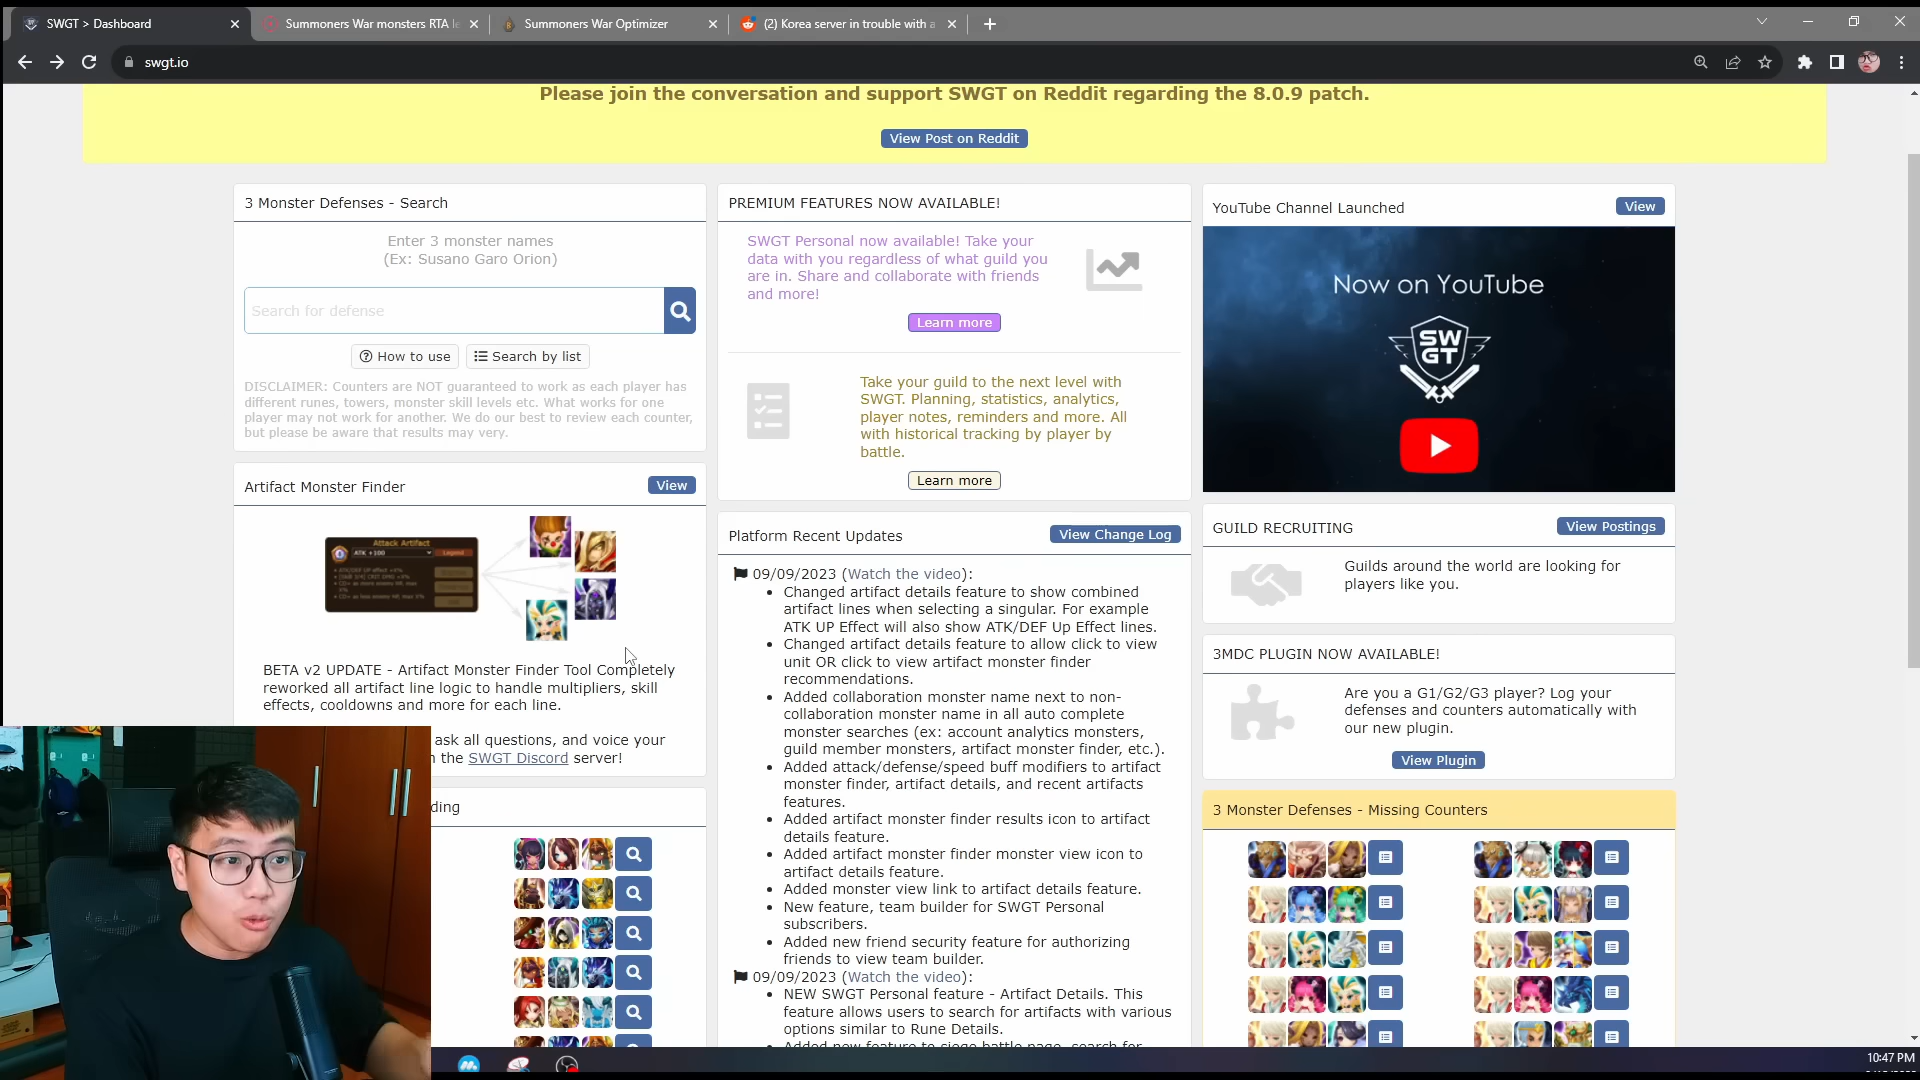 SWGT > Dashboard
Summoners War monsters RTA le
Summoners War Optimizer
(2) Korea server in trouble with a
swgt.io
Please join the conversation and support SWGT on Reddit regarding the 8.0.9 patch.
View Post on Reddit
3 Monster Defenses - Search
Enter 3 monster names
(Ex: Susano Garo Orion)
Search for defense
How to use
Search by list
DISCLAIMER: Counters are NOT guaranteed to work as each player has
different runes, towers, monster skill levels etc. What works for one
player may not work for another. We do our best to review each counter,
but please be aware that results may very.
Artifact Monster Finder
View
Attack Artifact
ATK +100
Legend
BETA v2 UPDATE - Artifact Monster Finder Tool Completely
reworked all artifact line logic to handle multipliers, skill
effects, cooldowns and more for each line.
ask all questions, and voice your
the SWGT Discord server!
ding
PREMIUM FEATURES NOW AVAILABLE!
SWGT Personal now available! Take your
data with you regardless of what guild you
are in. Share and collaborate with friends
and more!
Learn more
Take your guild to the next level with
SWGT. Planning, statistics, analytics,
player notes, reminders and more. All
with historical tracking by player by
battle.
Learn more
Platform Recent Updates
View Change Log
09/09/2023 (Watch the video):
• Changed artifact details feature to show combined
artifact lines when selecting a singular. For example
ATK UP Effect will also show ATK/DEF Up Effect lines.
• Changed artifact details feature to allow click to view
unit OR click to view artifact monster finder
recommendations.
• Added collaboration monster name next to non-
collaboration monster name in all auto complete
monster searches (ex: account analytics monsters,
guild member monsters, artifact monster finder, etc.).
• Added attack/defense/speed buff modifiers to artifact
monster finder, artifact details, and recent artifacts
features.
• Added artifact monster finder results icon to artifact
details feature.
• Added artifact monster finder monster view icon to
artifact details feature.
• Added monster view link to artifact details feature.
• New feature, team builder for SWGT Personal
subscribers.
• Added new friend security feature for authorizing
friends to view team builder.
09/09/2023 (Watch the video):
• NEW SWGT Personal feature - Artifact Details. This
feature allows users to search for artifacts with various
options similar to Rune Details.
• Added new feature to siege battle page, search for
YouTube Channel Launched
View
Now on YouTube
SW
GT
GUILD RECRUITING
View Postings
Guilds around the world are looking for
players like you.
3MDC PLUGIN NOW AVAILABLE!
Are you a G1/G2/G3 player? Log your
defenses and counters automatically with
our new plugin.
View Plugin
3 Monster Defenses - Missing Counters
10:47 PM